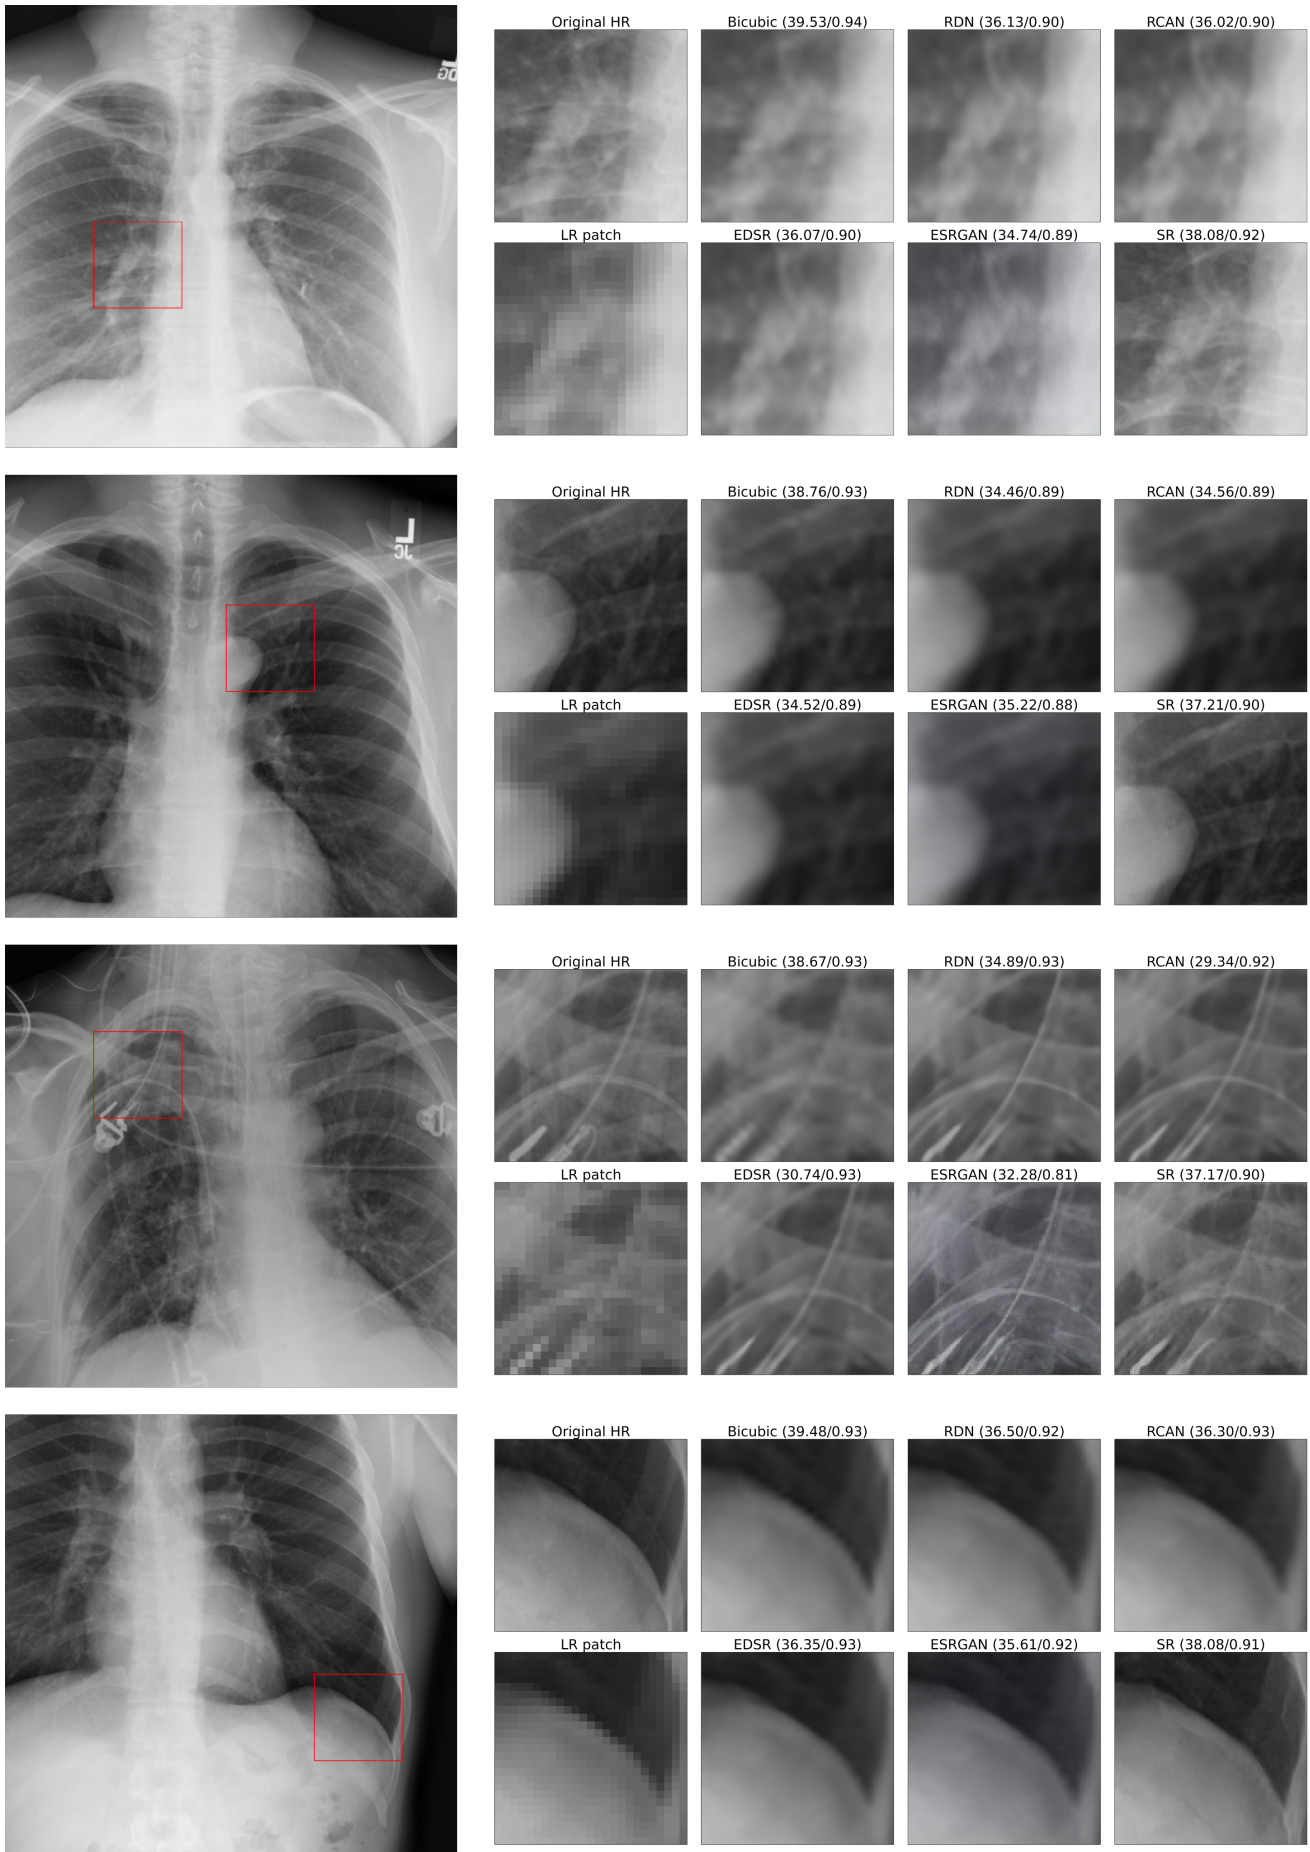 Original HR Bicubic (39.53/0.94) RDN (36.13/0.90) RCAN (36.02/0.90)
DG
LR patch EDSR (36.07/0.90) ESRGAN (34.74/0.89) SR (38.08/0.92)
Original HR Bicubic (38.76/0.93) RDN (34.46/0.89) RCAN (34.56/0.89)
L
JC
LR patch EDSR (34.52/0.89) ESRGAN (35.22/0.88) SR (37.21/0.90)
Original HR Bicubic (38.67/0.93) RDN (34.89/0.93) RCAN (29.34/0.92)
LR patch EDSR (30.74/0.93) ESRGAN (32.28/0.81) SR (37.17/0.90)
L
Original HR Bicubic (39.48/0.93) RDN (36.50/0.92) RCAN (36.30/0.93)
LR patch EDSR (36.35/0.93) ESRGAN (35.61/0.92) SR (38.08/0.91)